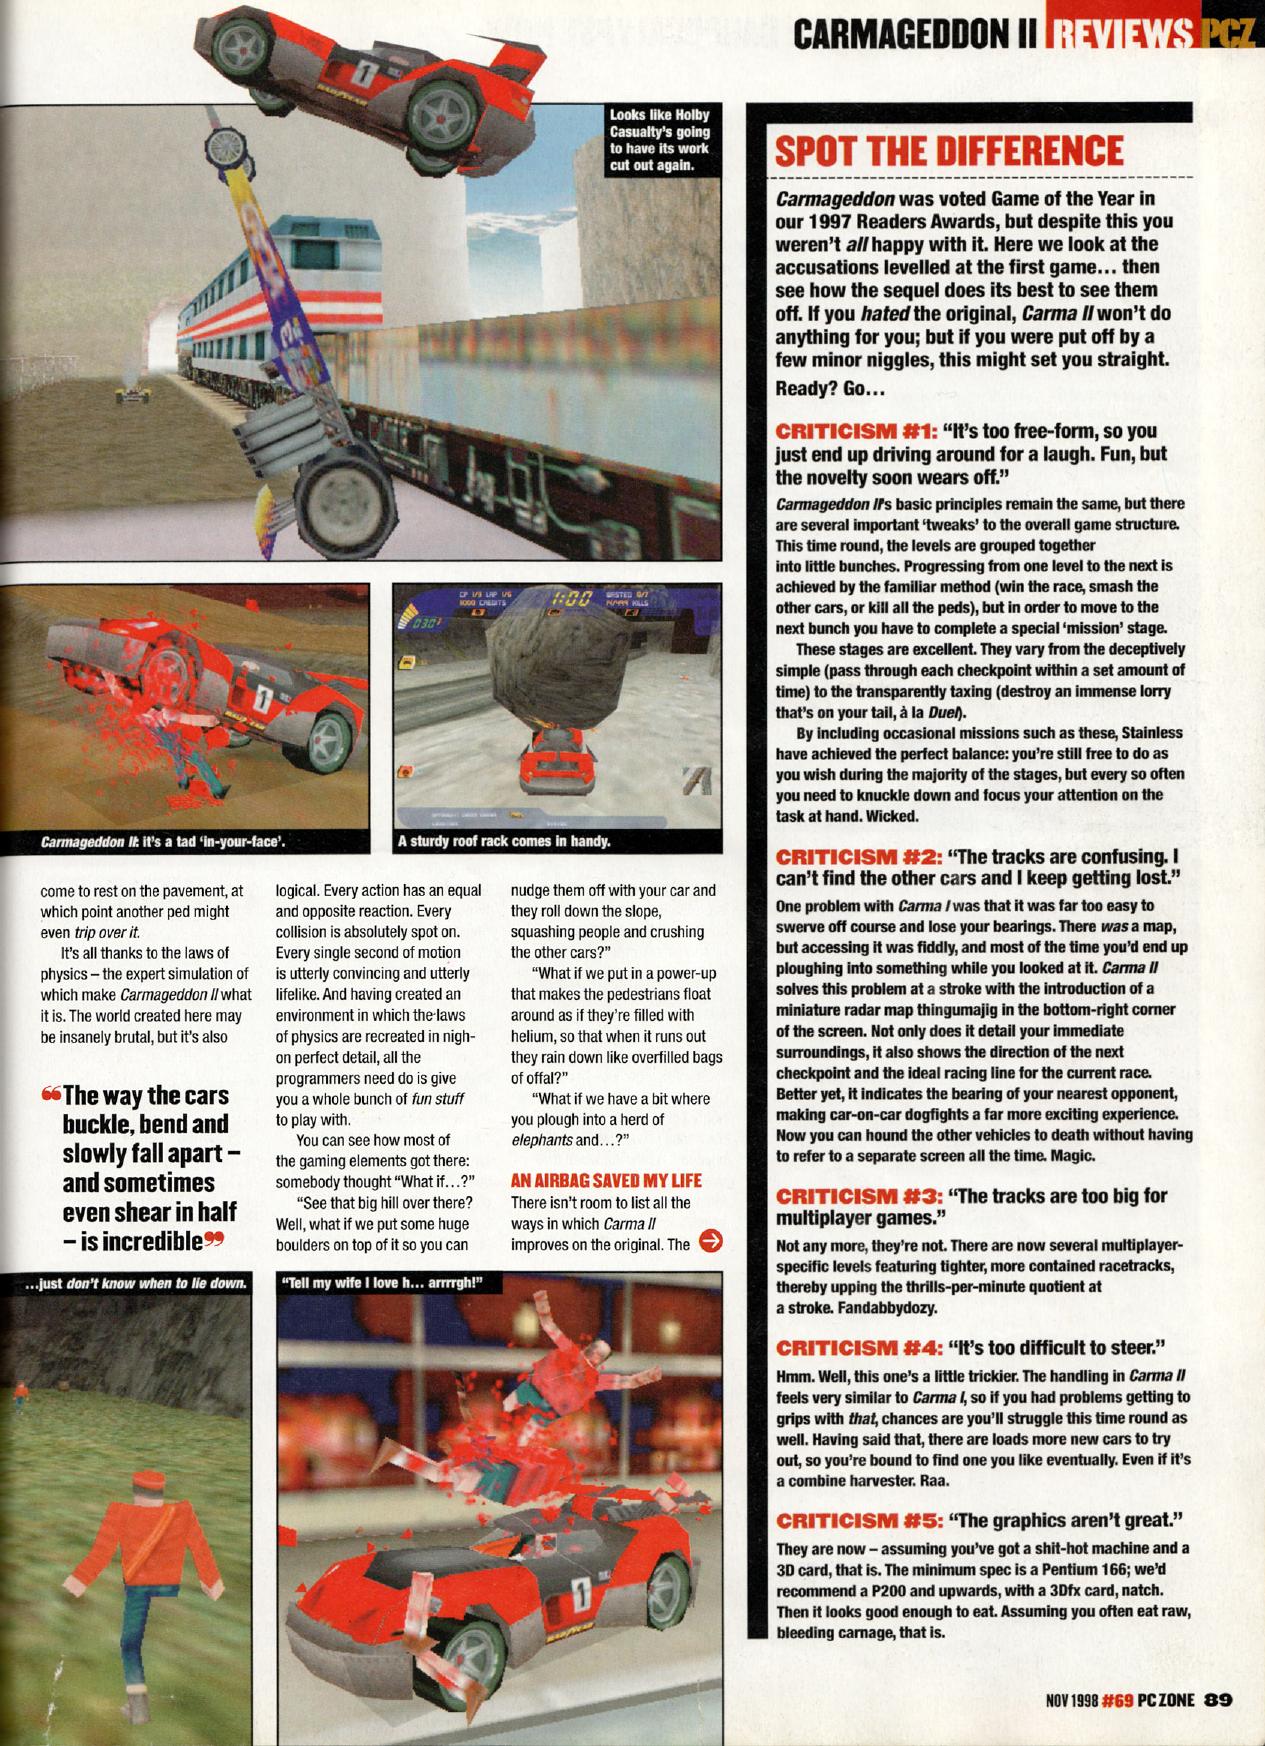 CARMAGEDDON II REVIEWS PCZ
Looks like Holby
Casualty's going
to have its work
cut out again.
CP 1/3 LAP 1/6
1:00
WASTED 0/7
Carmageddon II: it's a tad 'in-your-face'.
A sturdy roof rack comes in handy.
come to rest on the pavement, at
which point another ped might
even trip over it.
It's all thanks to the laws of
physics – the expert simulation of
which make Carmageddon II what
it is. The world created here may
be insanely brutal, but it's also
“The way the cars
buckle, bend and
slowly fall apart –
and sometimes
even shear in half
– is incredible”
logical. Every action has an equal
and opposite reaction. Every
collision is absolutely spot on.
Every single second of motion
is utterly convincing and utterly
lifelike. And having created an
environment in which the laws
of physics are recreated in nigh-
on perfect detail, all the
programmers need do is give
you a whole bunch of fun stuff
to play with.
You can see how most of
the gaming elements got there:
somebody thought “What if...?”
“See that big hill over there?
Well, what if we put some huge
boulders on top of it so you can
nudge them off with your car and
they roll down the slope,
squashing people and crushing
the other cars?”
“What if we put in a power-up
that makes the pedestrians float
around as if they're filled with
helium, so that when it runs out
they rain down like overfilled bags
of offal?”
“What if we have a bit where
you plough into a herd of
elephants and...?”
AN AIRBAG SAVED MY LIFE
There isn't room to list all the
ways in which Carma II
improves on the original. The
...just don't know when to lie down.
“Tell my wife I love h... arrrrgh!”
1
SPOT THE DIFFERENCE
Carmageddon was voted Game of the Year in
our 1997 Readers Awards, but despite this you
weren't all happy with it. Here we look at the
accusations levelled at the first game... then
see how the sequel does its best to see them
off. If you hated the original, Carma II won't do
anything for you; but if you were put off by a
few minor niggles, this might set you straight.
Ready? Go...
CRITICISM #1: “It's too free-form, so you
just end up driving around for a laugh. Fun, but
the novelty soon wears off.”
Carmageddon II's basic principles remain the same, but there
are several important ‘tweaks’ to the overall game structure.
This time round, the levels are grouped together
into little bunches. Progressing from one level to the next is
achieved by the familiar method (win the race, smash the
other cars, or kill all the peds), but in order to move to the
next bunch you have to complete a special ‘mission’ stage.
These stages are excellent. They vary from the deceptively
simple (pass through each checkpoint within a set amount of
time) to the transparently taxing (destroy an immense lorry
that's on your tail, à la Duel).
By including occasional missions such as these, Stainless
have achieved the perfect balance: you're still free to do as
you wish during the majority of the stages, but every so often
you need to knuckle down and focus your attention on the
task at hand. Wicked.
CRITICISM #2: “The tracks are confusing. I
can't find the other cars and I keep getting lost.”
One problem with Carma I was that it was far too easy to
swerve off course and lose your bearings. There was a map,
but accessing it was fiddly, and most of the time you'd end up
ploughing into something while you looked at it. Carma II
solves this problem at a stroke with the introduction of a
miniature radar map thingumajig in the bottom-right corner
of the screen. Not only does it detail your immediate
surroundings, it also shows the direction of the next
checkpoint and the ideal racing line for the current race.
Better yet, it indicates the bearing of your nearest opponent,
making car-on-car dogfights a far more exciting experience.
Now you can hound the other vehicles to death without having
to refer to a separate screen all the time. Magic.
CRITICISM #3: “The tracks are too big for
multiplayer games.”
Not any more, they're not. There are now several multiplayer-
specific levels featuring tighter, more contained racetracks,
thereby upping the thrills-per-minute quotient at
a stroke. Fandabbydozy.
CRITICISM #4: “It's too difficult to steer.”
Hmm. Well, this one's a little trickier. The handling in Carma II
feels very similar to Carma I, so if you had problems getting to
grips with that, chances are you'll struggle this time round as
well. Having said that, there are loads more new cars to try
out, so you're bound to find one you like eventually. Even if it's
a combine harvester. Raa.
CRITICISM #5: “The graphics aren't great.”
They are now – assuming you've got a shit-hot machine and a
3D card, that is. The minimum spec is a Pentium 166; we'd
recommend a P200 and upwards, with a 3Dfx card, natch.
Then it looks good enough to eat. Assuming you often eat raw,
bleeding carnage, that is.
NOV 1998 #69 PC ZONE 89